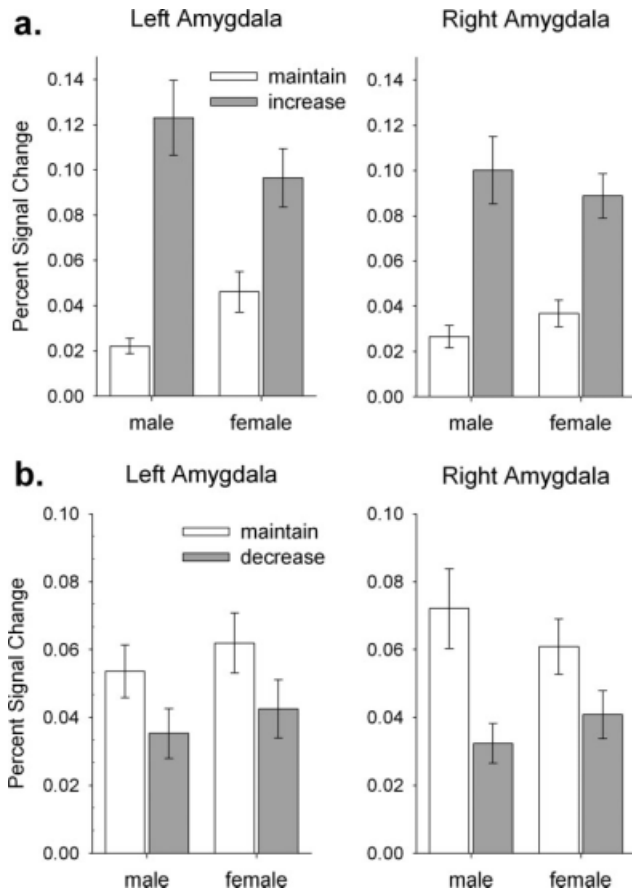 a.
Left Amygdala
Right Amygdala
Percent Signal Change
0.14
0.12
0.10
0.08
0.06
0.04
0.02
0.00
maintain
increase
male
female
0.14
0.12
0.10
0.08
0.06
0.04
0.02
0.00
male
female
b.
Left Amygdala
Right Amygdala
Percent Signal Change
0.10
0.08
0.06
0.04
0.02
0.00
maintain
decrease
male
female
0.10
0.08
0.06
0.04
0.02
0.00
male
female